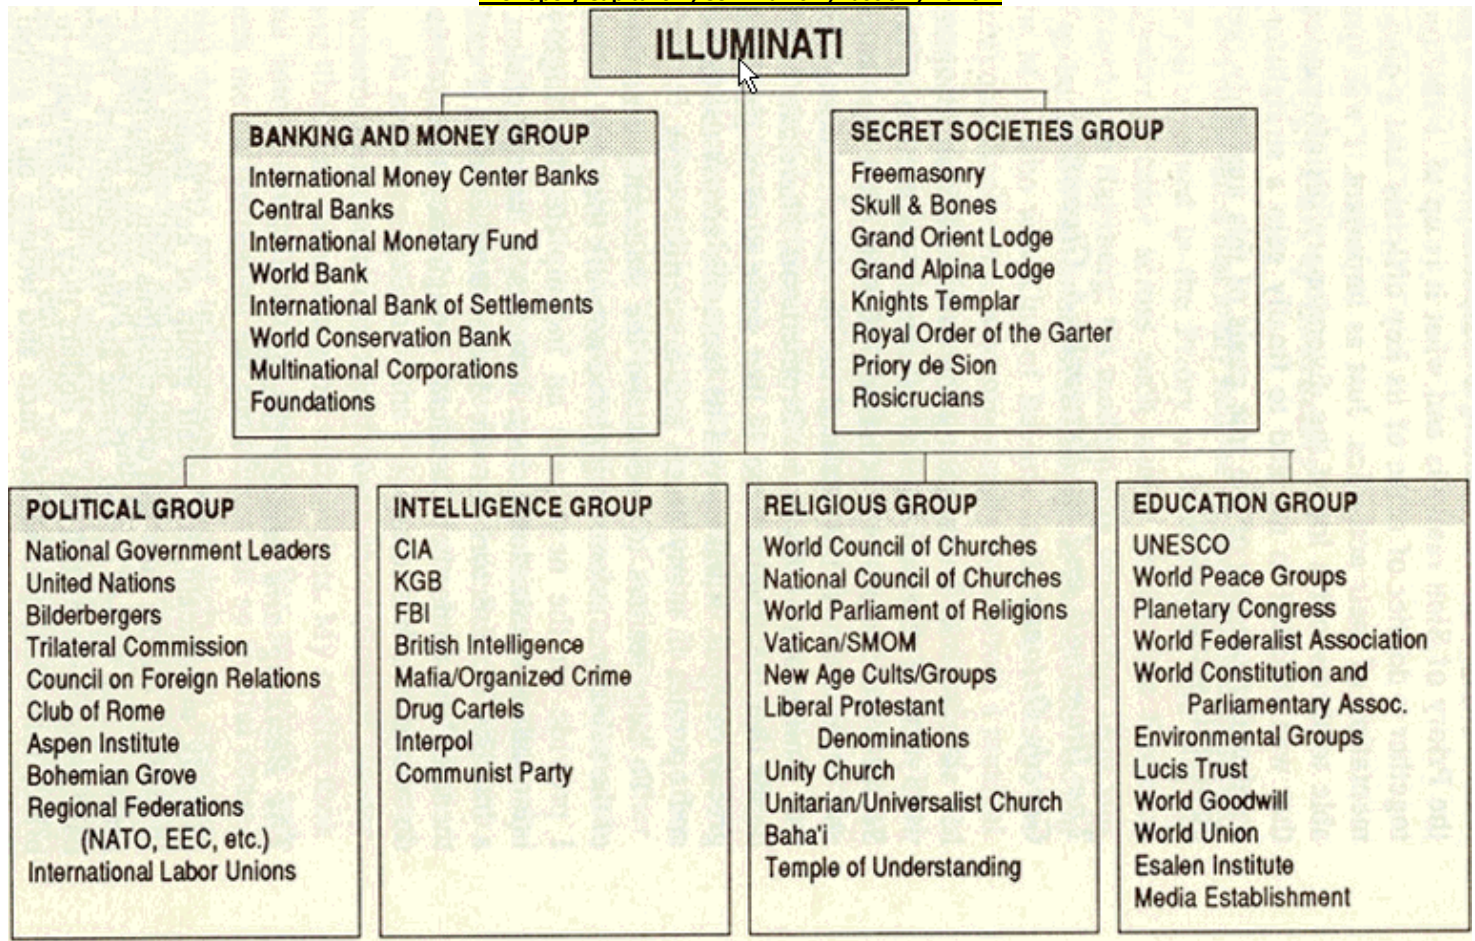 ILLUMINATI
BANKING AND MONEY GROUP
International Money Center Banks
Central Banks
International Monetary Fund
World Bank
International Bank of Settlements
World Conservation Bank
Multinational Corporations
Foundations
SECRET SOCIETIES GROUP
Freemasonry
Skull & Bones
Grand Orient Lodge
Grand Alpina Lodge
Knights Templar
Royal Order of the Garter
Priory de Sion
Rosicrucians
POLITICAL GROUP
National Government Leaders
United Nations
Bilderbergers
Trilateral Commission
Council on Foreign Relations
Club of Rome
Aspen Institute
Bohemian Grove
Regional Federations
(NATO, EEC, etc.)
International Labor Unions
INTELLIGENCE GROUP
CIA
KGB
FBI
British Intelligence
Mafia/Organized Crime
Drug Cartels
Interpol
Communist Party
RELIGIOUS GROUP
World Council of Churches
National Council of Churches
World Parliament of Religions
Vatican/SMOM
New Age Cults/Groups
Liberal Protestant
Denominations
Unity Church
Unitarian/Universalist Church
Baha'i
Temple of Understanding
EDUCATION GROUP
UNESCO
World Peace Groups
Planetary Congress
World Federalist Association
World Constitution and
Parliamentary Assoc.
Environmental Groups
Lucis Trust
World Goodwill
World Union
Esalen Institute
Media Establishment